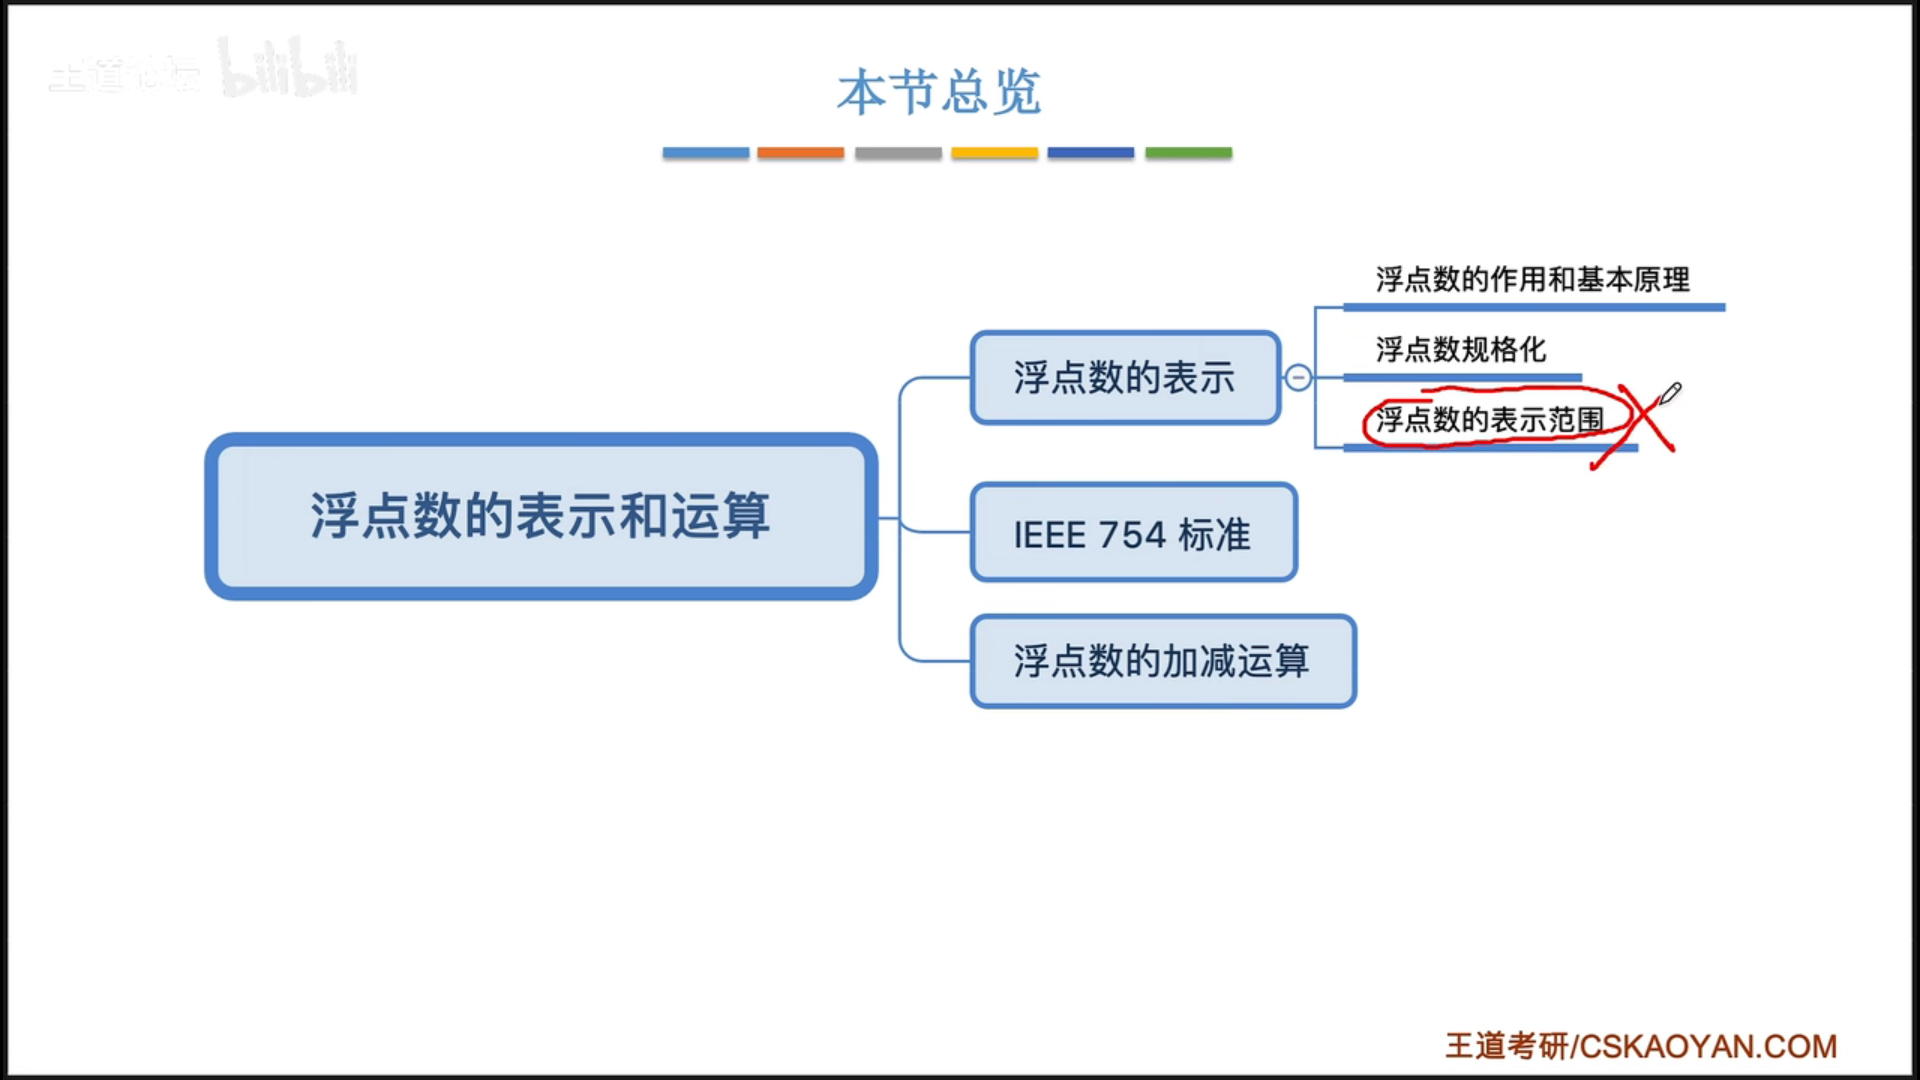 王道论坛 bilibili
本节总览
浮点数的作用和基本原理
浮点数规格化
浮点数的表示范围
浮点数的表示
浮点数的表示和运算
IEEE 754 标准
浮点数的加减运算
王道考研/CSKAOYAN.COM